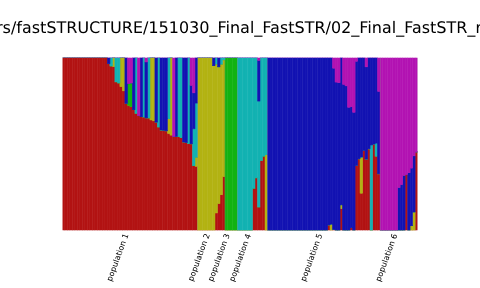 rs/fastSTRUCTURE/151030_Final_FastSTR/02_Final_FastSTR_r
population 1
population 2
population 3
population 4
population 5
population 6